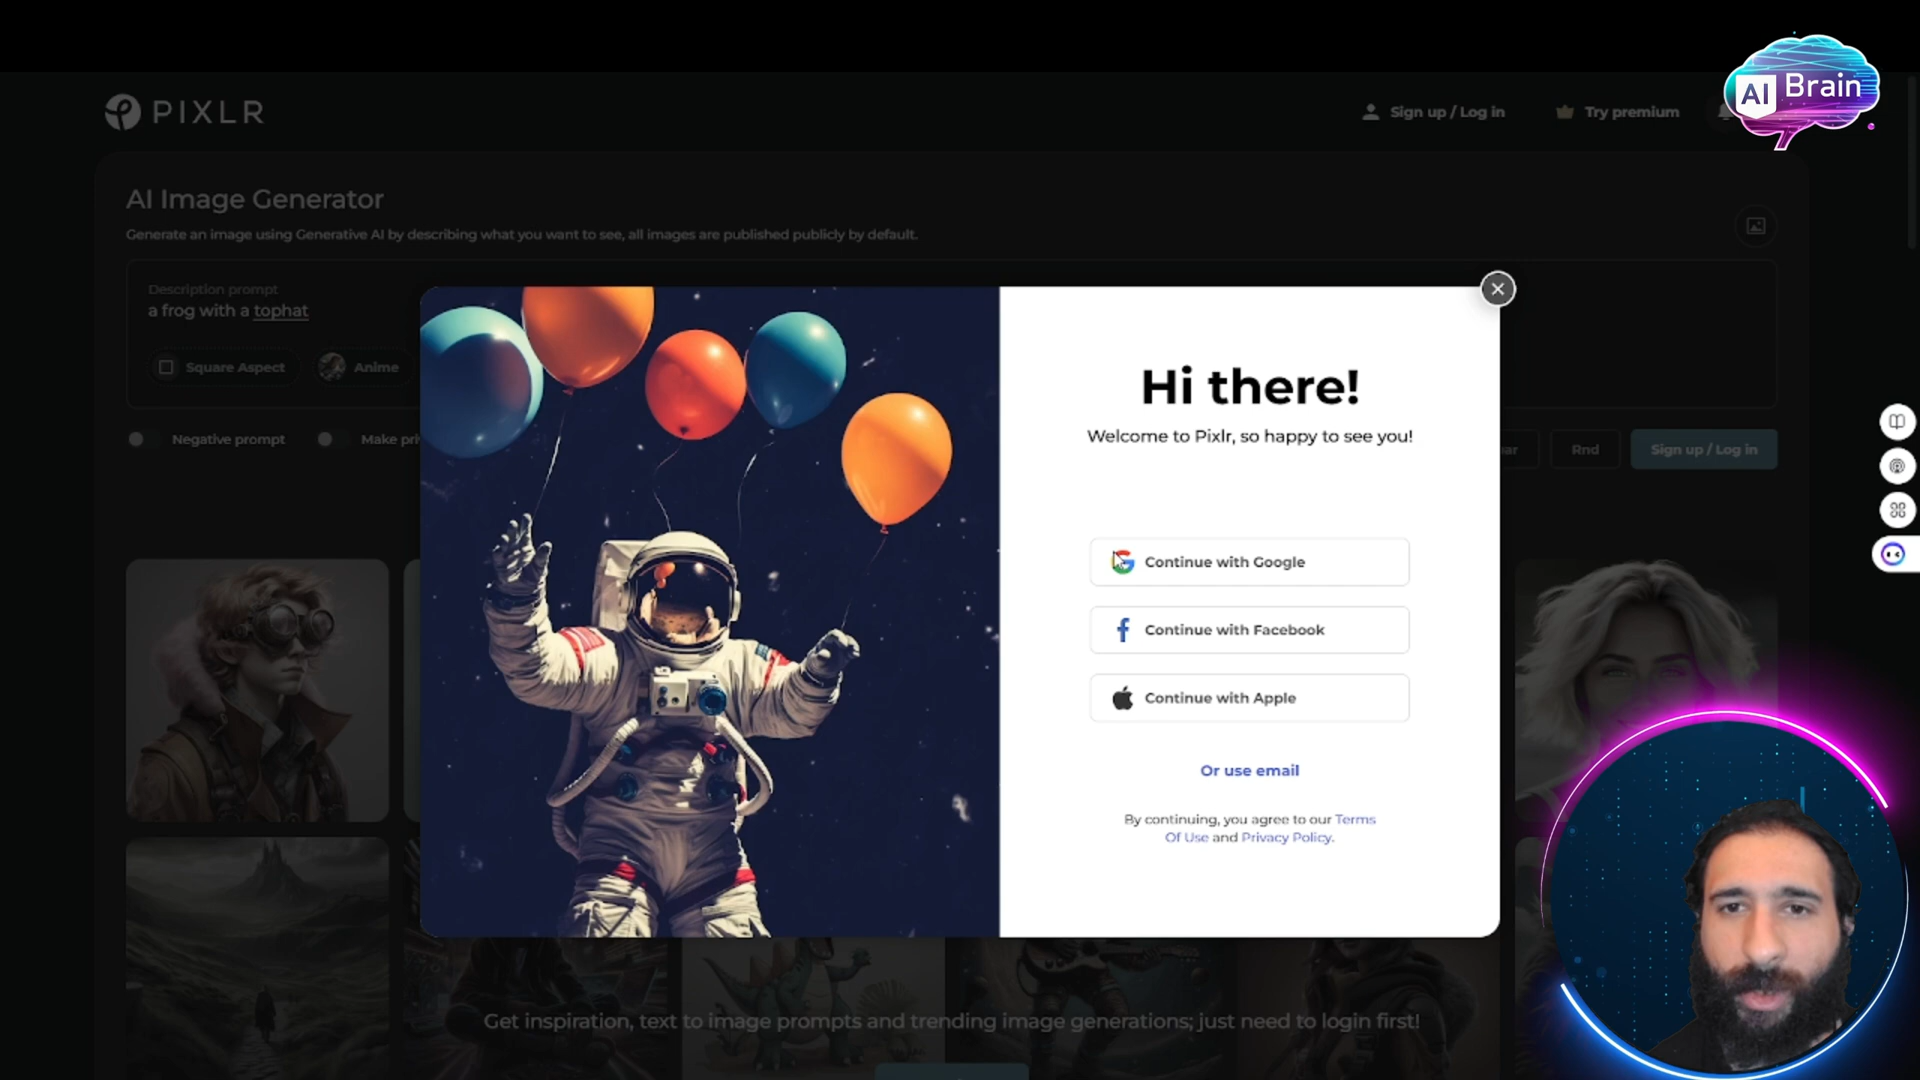 AI Brain
PIXLR
Sign up / Log in
Try premium
AI Image Generator
Generate an image using Generative AI by describing what you want to see, all images are published publicly by default.
Description prompt
a frog with a tophat
Square Aspect
Anime
Negative prompt
Make pri
Rnd
Sign up / Log in
Hi there!
Welcome to Pixlr, so happy to see you!
Continue with Google
Continue with Facebook
Continue with Apple
Or use email
By continuing, you agree to our Terms
Of Use and Privacy Policy.
Get inspiration, text to image prompts and trending image generations; just need to login first!